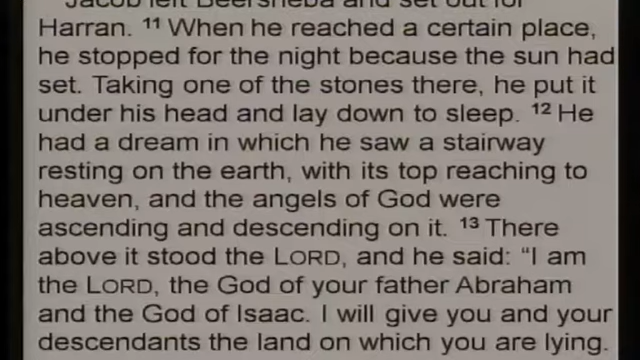 Jacob left Beersheba and set out for
Harran. 11 When he reached a certain place,
he stopped for the night because the sun had
set. Taking one of the stones there, he put it
under his head and lay down to sleep. 12 He
had a dream in which he saw a stairway
resting on the earth, with its top reaching to
heaven, and the angels of God were
ascending and descending on it. 13 There
above it stood the LORD, and he said: “I am
the LORD, the God of your father Abraham
and the God of Isaac. I will give you and your
descendants the land on which you are lying.